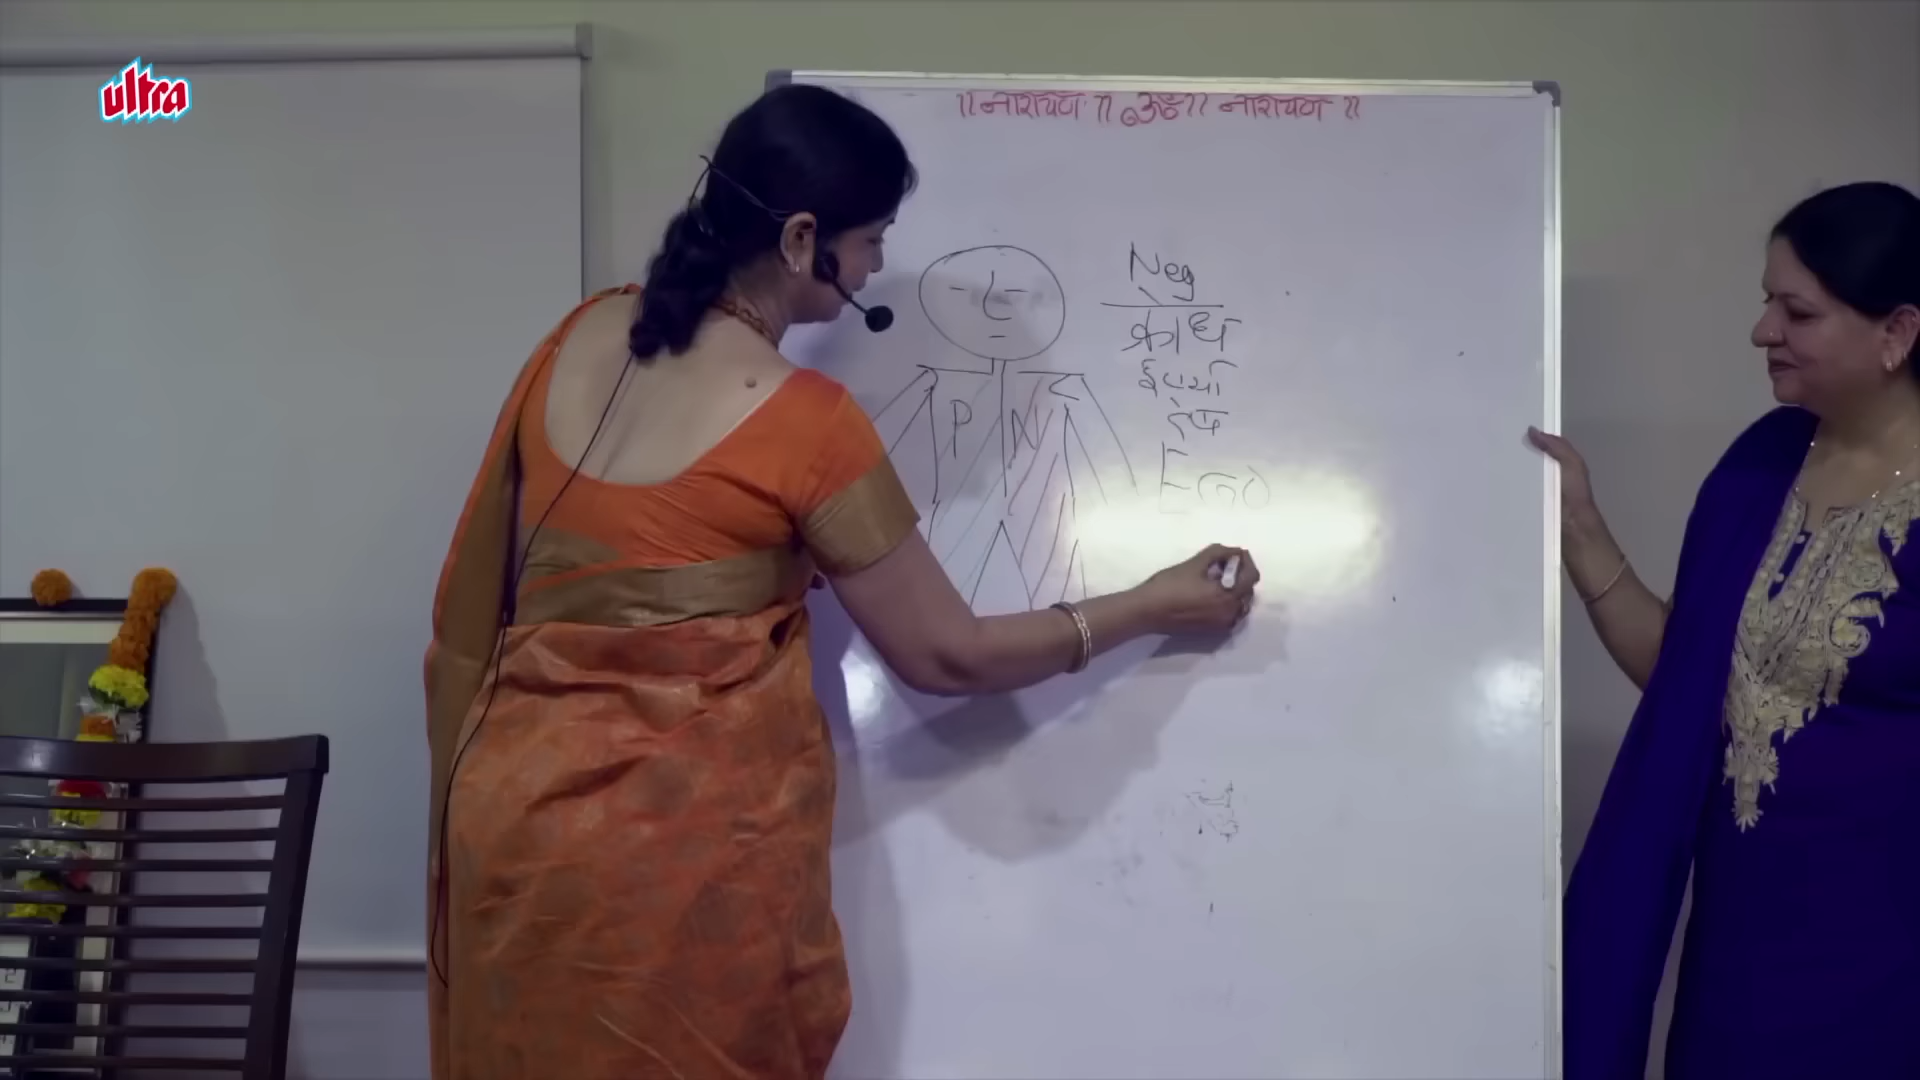 ultra
॥ नारायण ॥ ॐ ॥ नारायण ॥
Neg
क्रोध
ईर्ष्या
द्वेष
P N
EGO